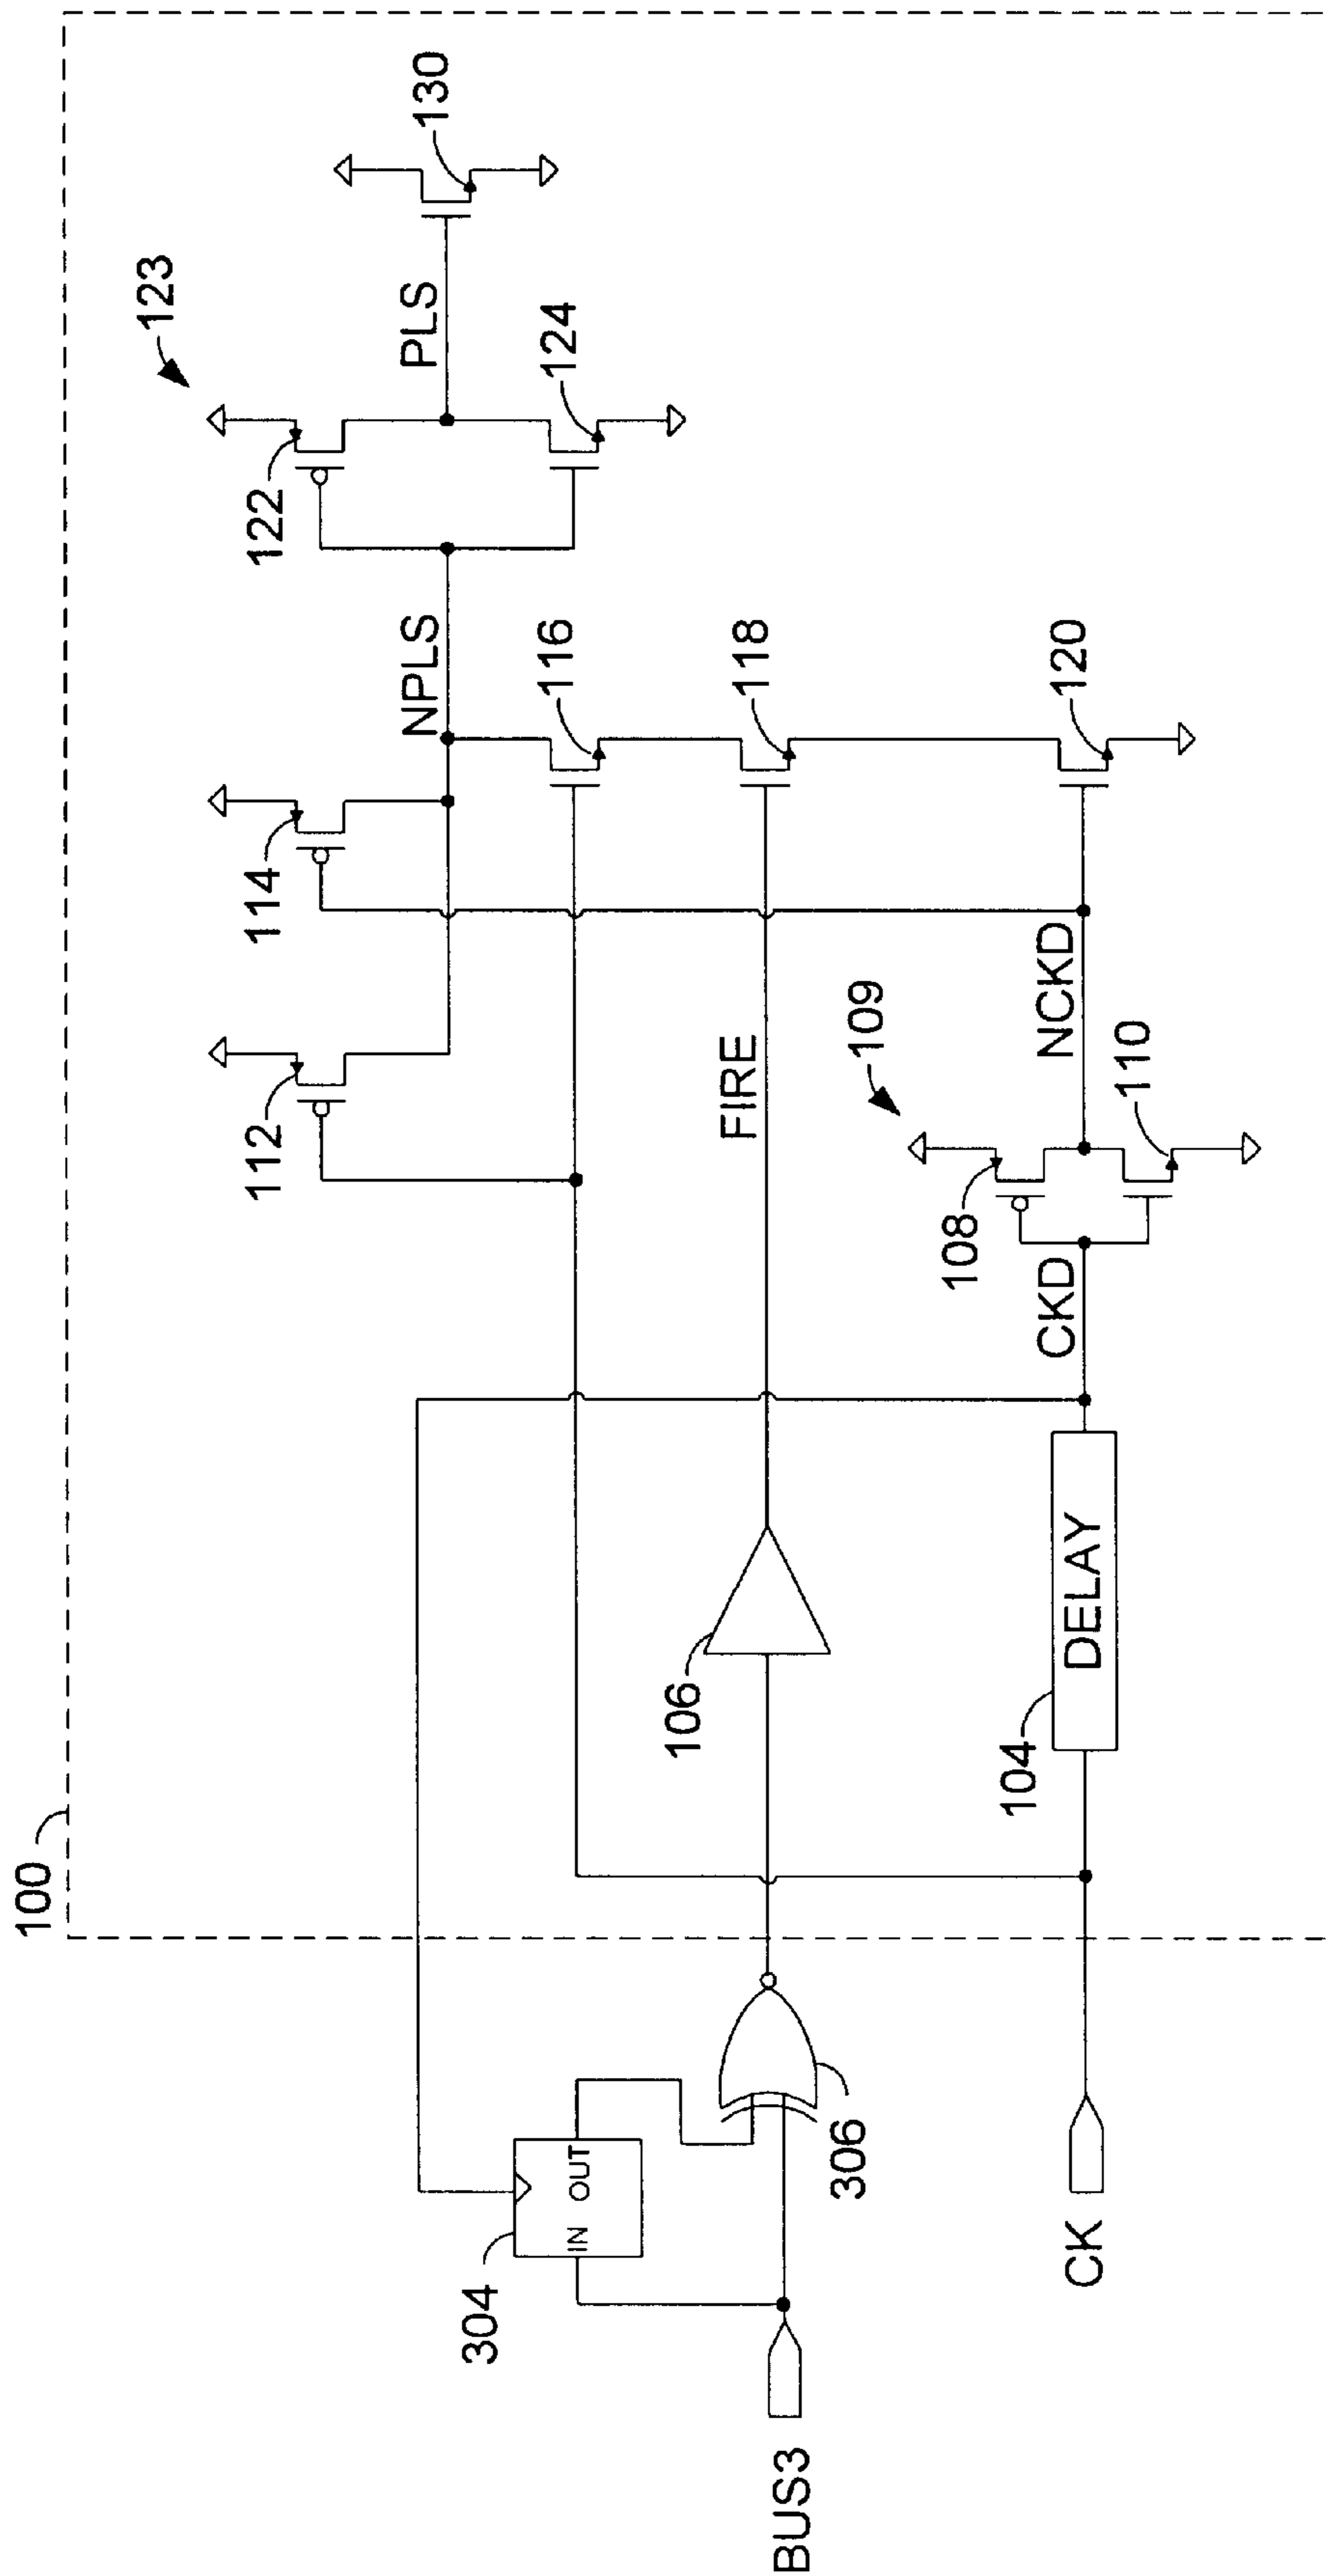 100
BUS3
304
IN
OUT
306
CK
104
DELAY
106
CKD
108
109
110
NCKD
FIRE
112
114
116
118
120
NPLS
122
123
124
PLS
130